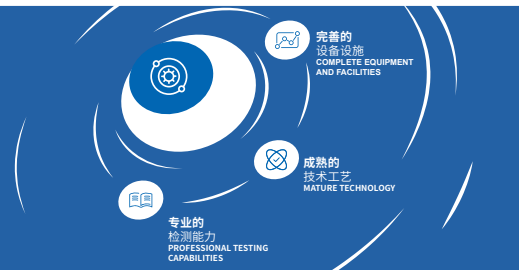 完善的
设备设施
COMPLETE EQUIPMENT
AND FACILITIES
成熟的
技术工艺
MATURE TECHNOLOGY
专业的
检测能力
PROFESSIONAL TESTING
CAPABILITIES